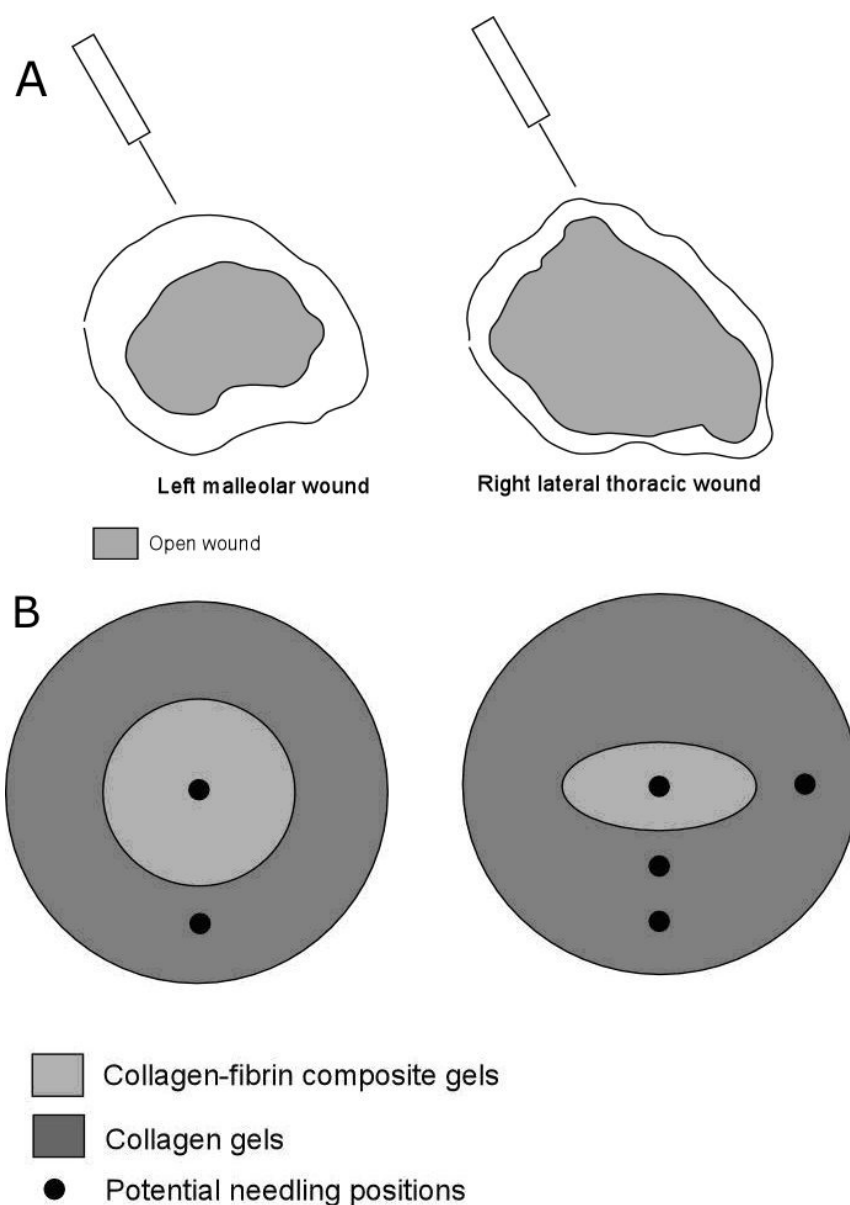 A
Left malleolar wound
Right lateral thoracic wound
Open wound
B
Collagen-fibrin composite gels
Collagen gels
Potential needling positions